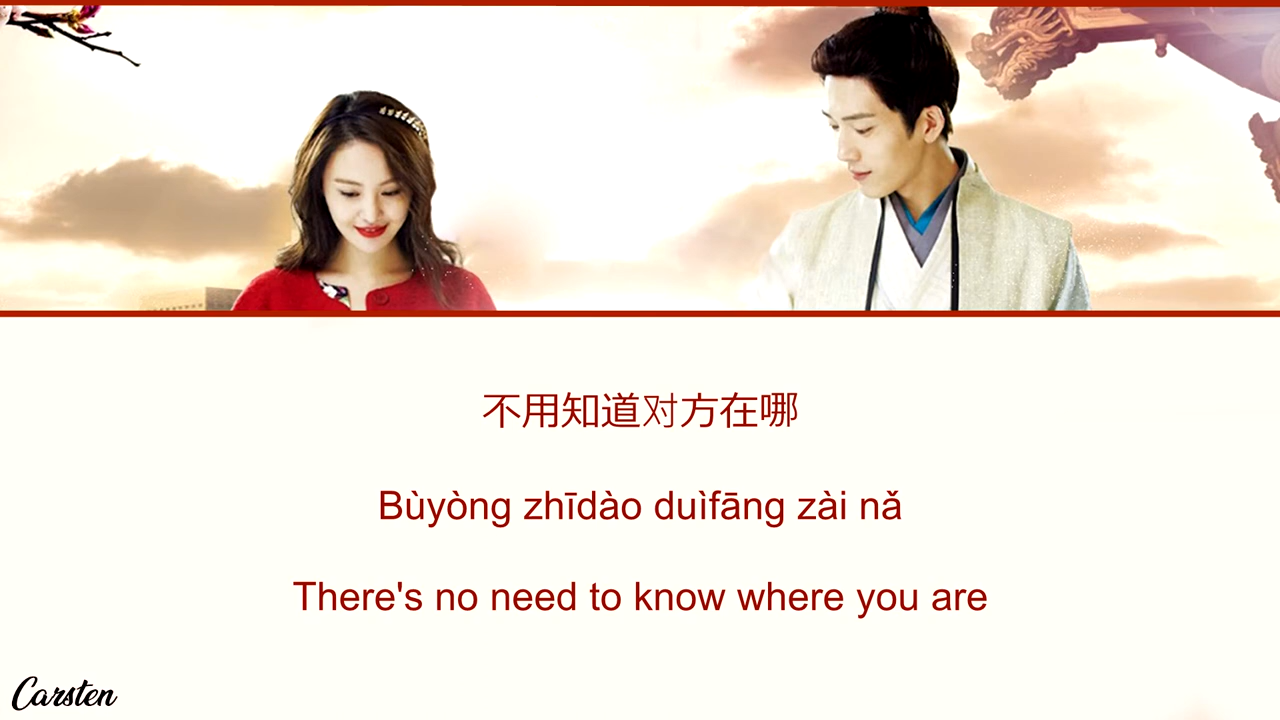 不用知道对方在哪
Bùyòng zhīdào duìfāng zài nǎ
There's no need to know where you are
Carsten